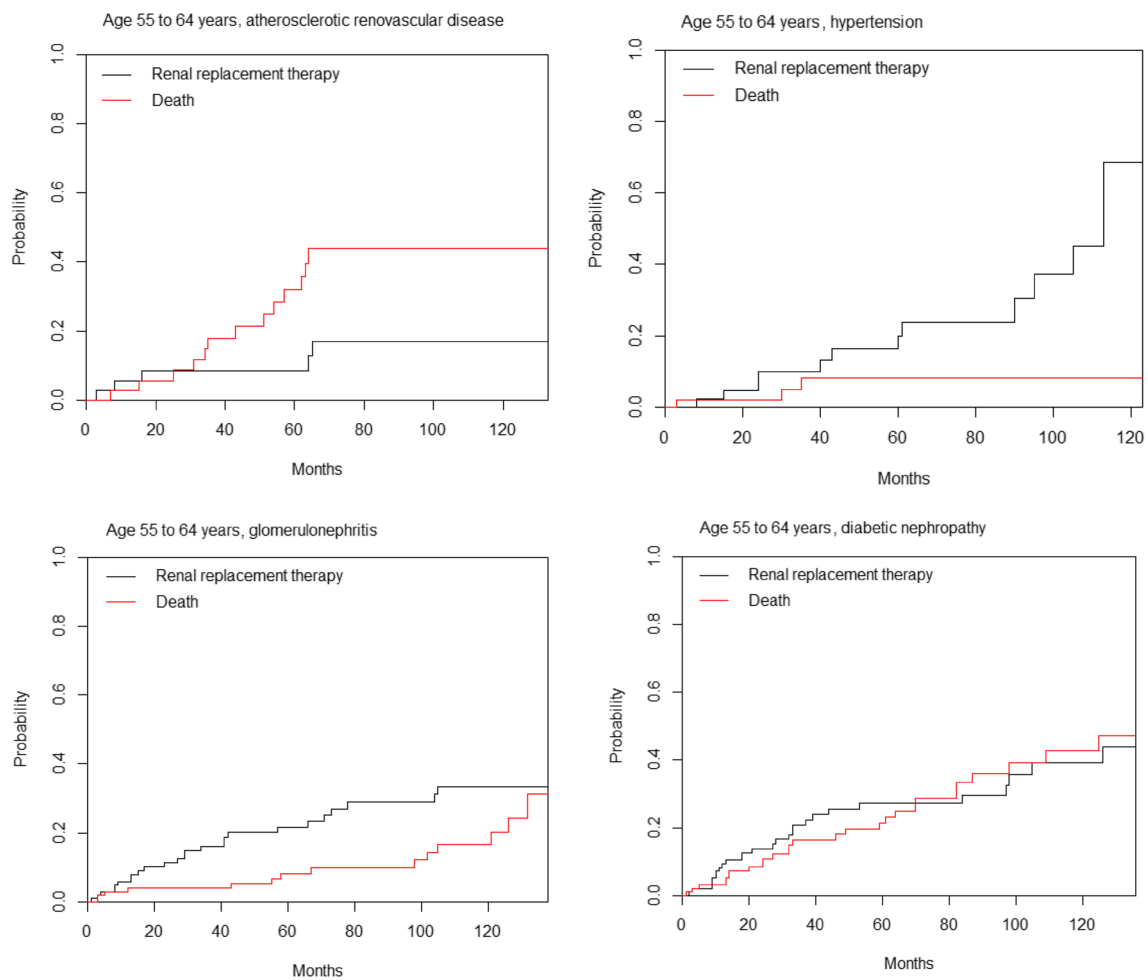 Age 55 to 64 years, atherosclerotic renovascular disease
Renal replacement therapy
Death
Probability
0.0 0.2 0.4 0.6 0.8 1.0
0 20 40 60 80 100 120
Months
Age 55 to 64 years, hypertension
Renal replacement therapy
Death
Probability
0.0 0.2 0.4 0.6 0.8 1.0
0 20 40 60 80 100 120
Months
Age 55 to 64 years, glomerulonephritis
Renal replacement therapy
Death
Probability
0.0 0.2 0.4 0.6 0.8 1.0
0 20 40 60 80 100 120
Months
Age 55 to 64 years, diabetic nephropathy
Renal replacement therapy
Death
Probability
0.0 0.2 0.4 0.6 0.8 1.0
0 20 40 60 80 100 120
Months